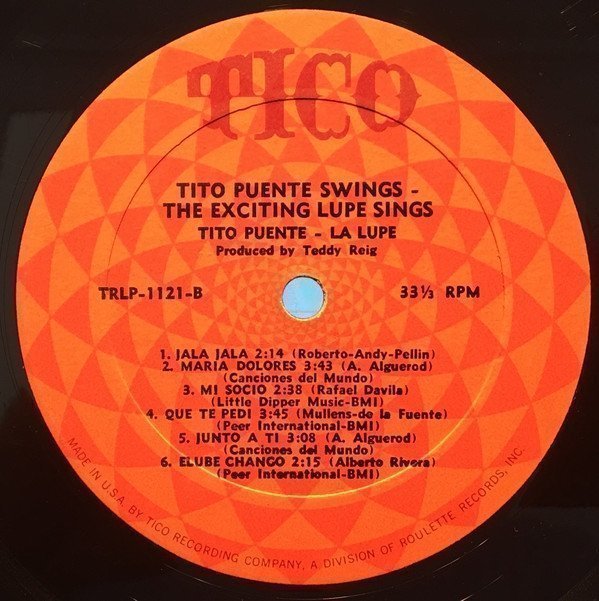 TICO
TITO PUENTE SWINGS -
THE EXCITING LUPE SINGS
TITO PUENTE - LA LUPE
Produced by Teddy Reig
TRLP-1121-B
33⅓ RPM
1. JALA JALA 2:14 (Roberto-Andy-Pellin)
2. MARIA DOLORES 3:43 (A. Alguerod)
(Canciones del Mundo)
3. MI SOCIO 2:38 (Rafael Davila)
(Little Dipper Music-BMI)
4. QUE TE PEDI 3:45 (Mullens-de la Fuente)
(Peer International-BMI)
5. JUNTO A TI 3:08 (A. Alguerod)
(Canciones del Mundo)
6. ELUBE CHANGO 2:15 (Alberto Rivera)
(Peer International-BMI)
MADE IN U.S.A. BY TICO RECORDING COMPANY, A DIVISION OF ROULETTE RECORDS, INC.